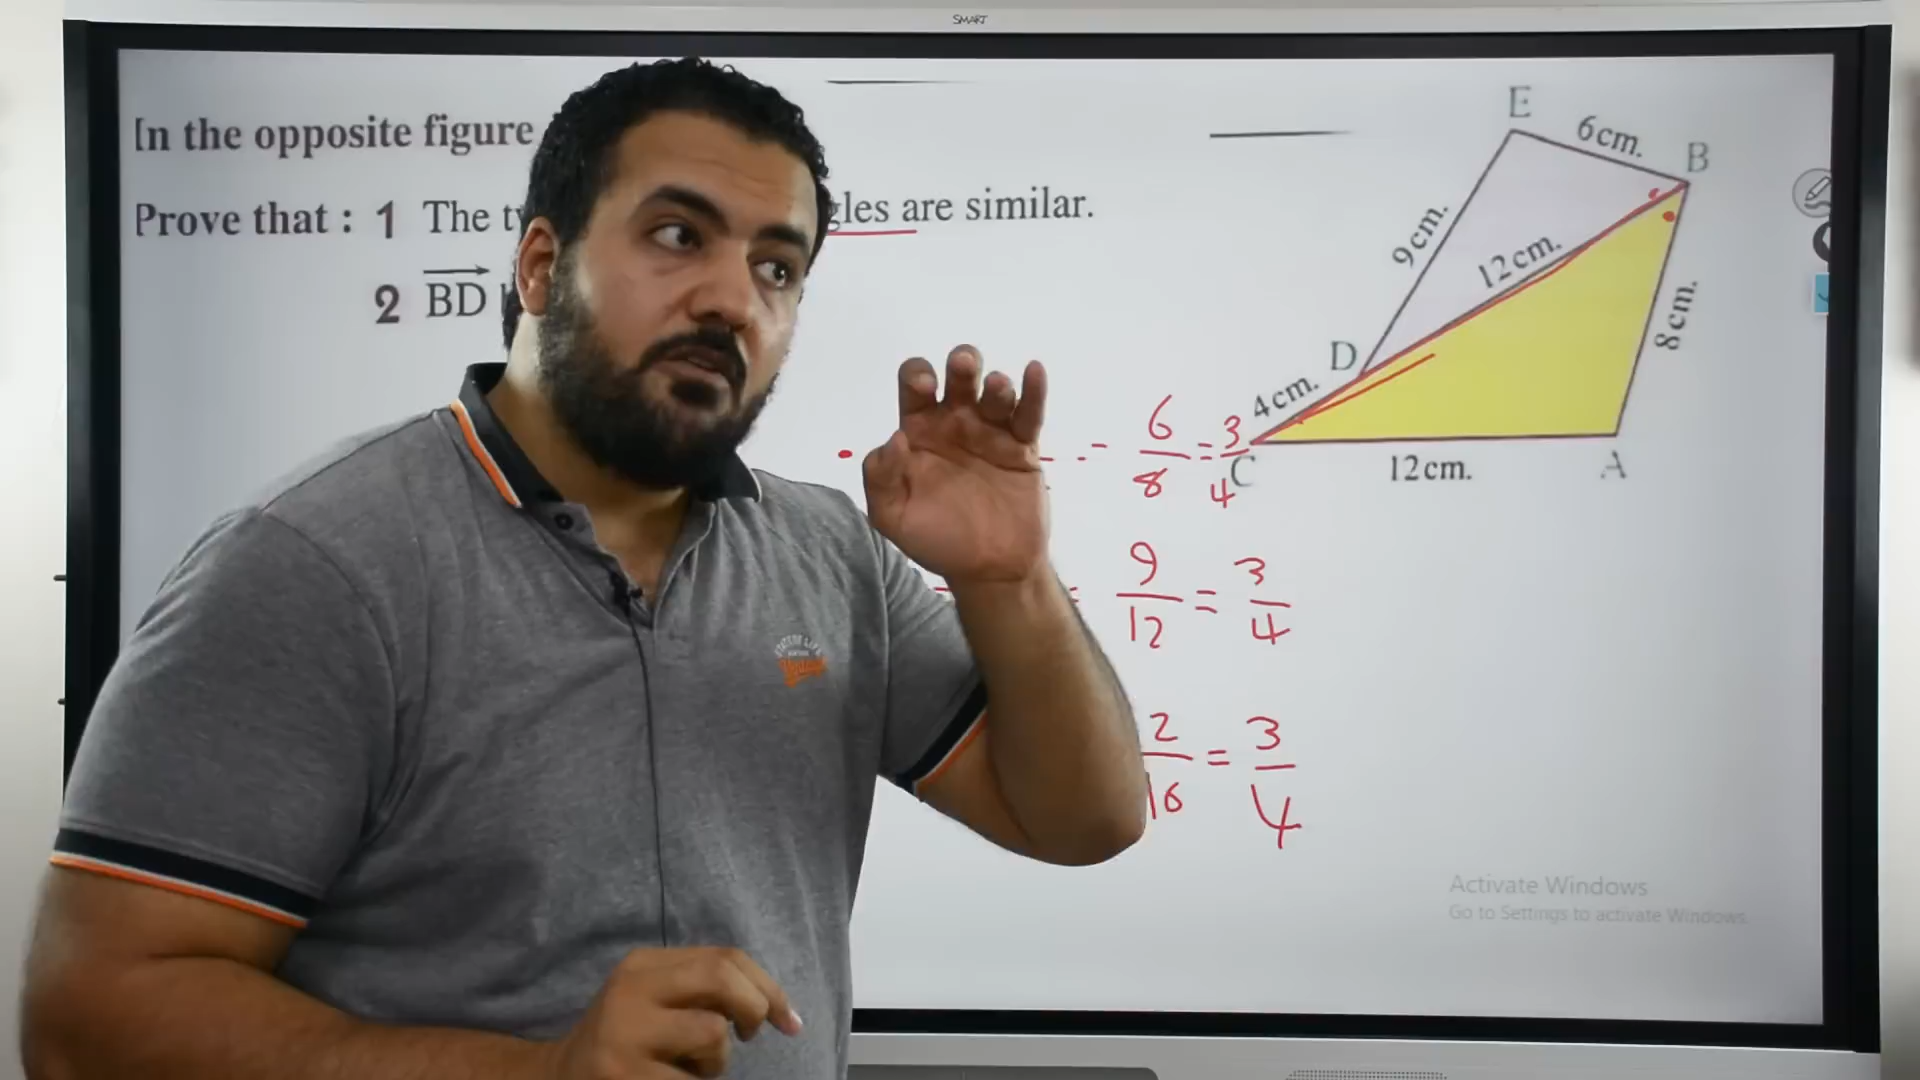 SMART
In the opposite figure
Prove that : 1 The gles are similar.
2 BD
E
6cm.
B
9cm.
12cm.
8cm.
D
4cm.
C
12cm.
A
6/8 = 3/4
9/12 = 3/4
2/16 = 3/4
Activate Windows
Go to Settings to activate Windows.